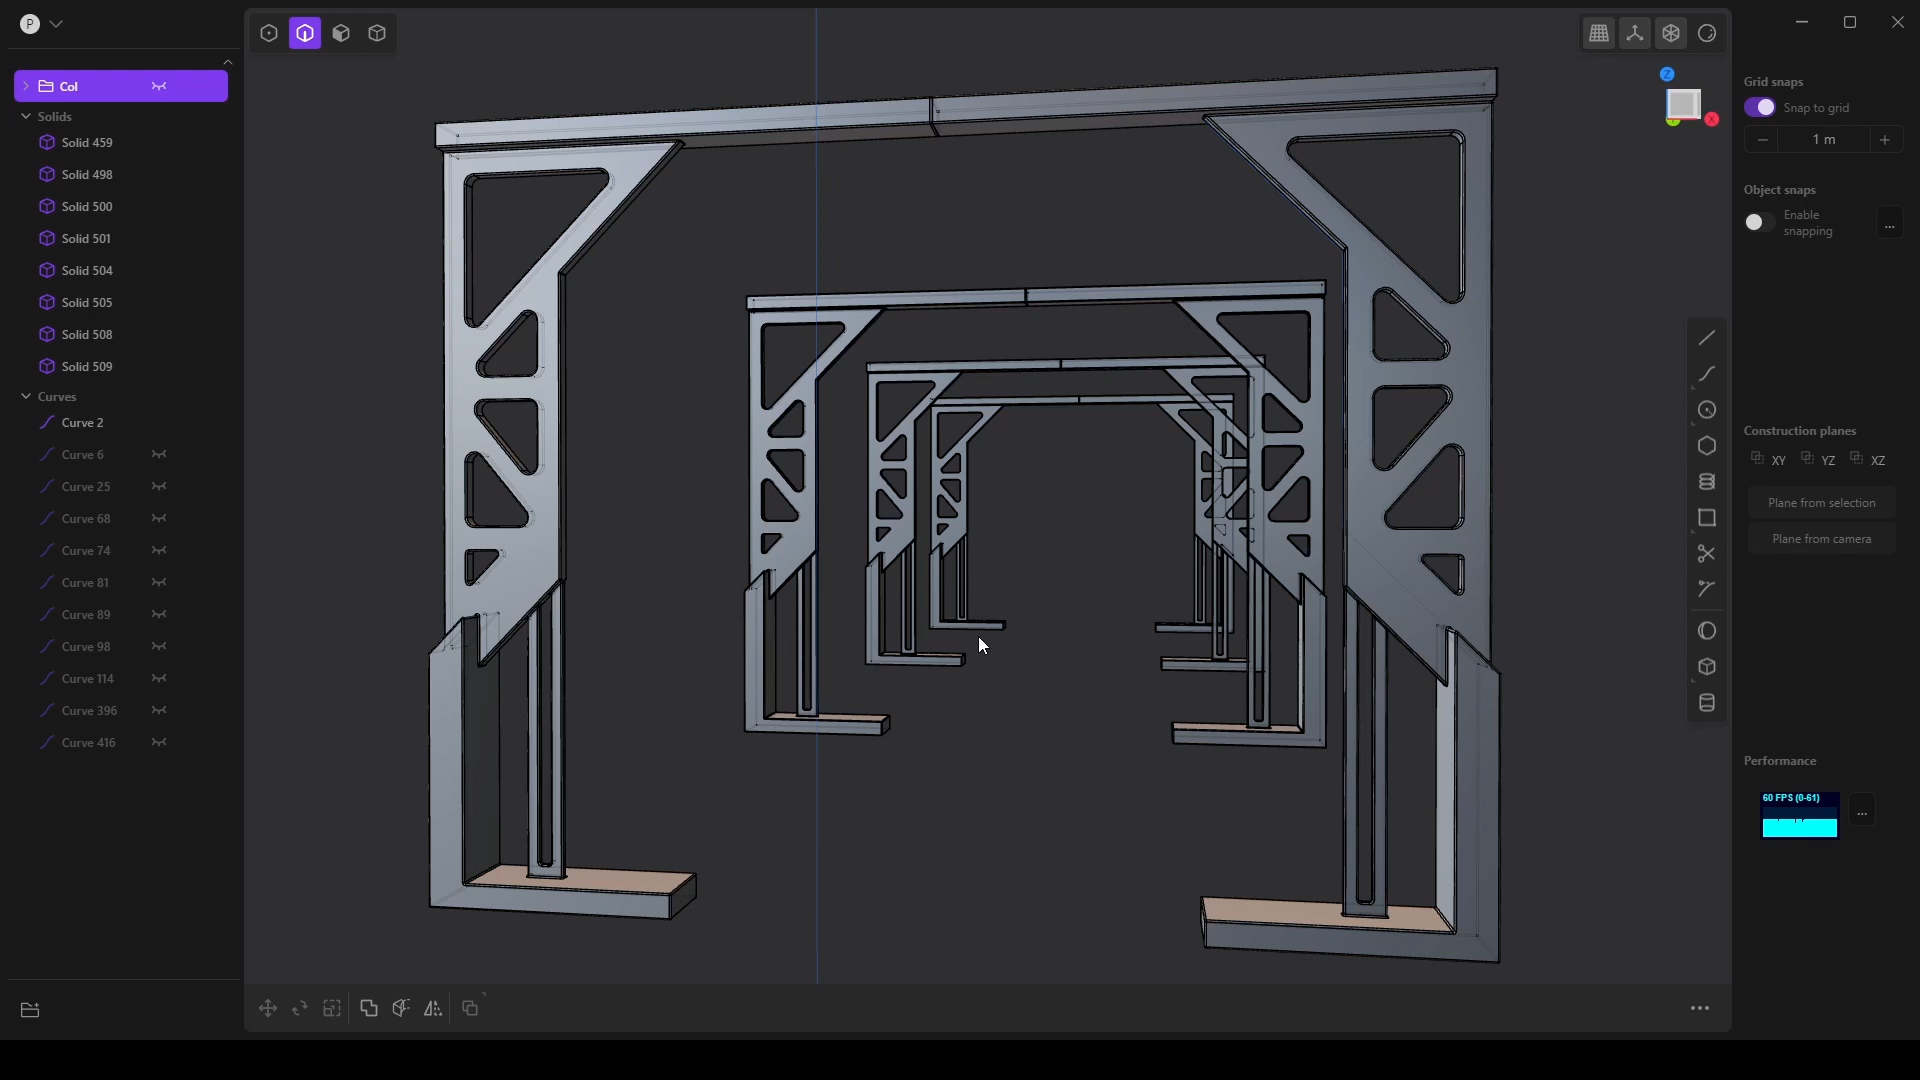 P
Col
Solids
Solid 459
Solid 498
Solid 500
Solid 501
Solid 504
Solid 505
Solid 508
Solid 509
Curves
Curve 2
Curve 6
Curve 25
Curve 68
Curve 74
Curve 81
Curve 89
Curve 98
Curve 114
Curve 396
Curve 416
Z
X
Grid snaps
Snap to grid
1 m
Object snaps
Enable
snapping
...
Construction planes
XY YZ XZ
Plane from selection
Plane from camera
Performance
60 FPS (0-61)
...